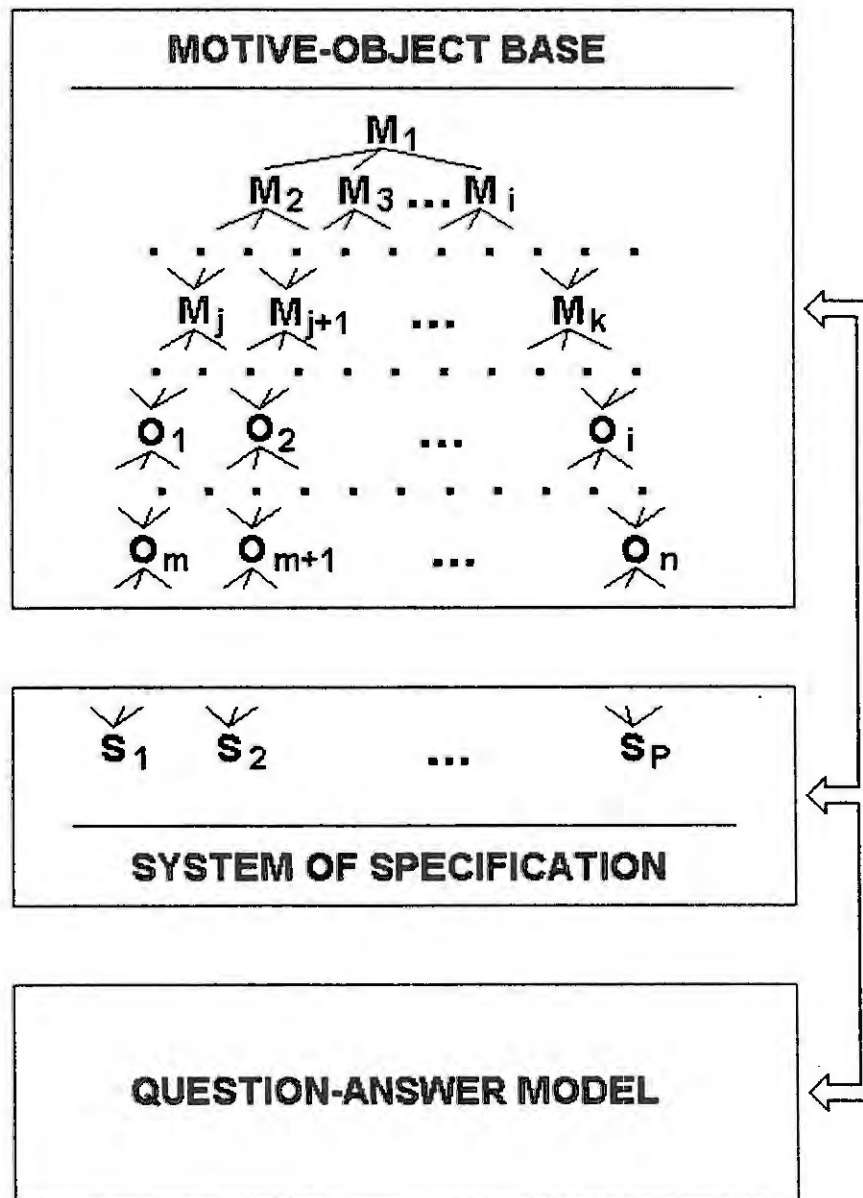 MOTIVE-OBJECT BASE
M1
M2 M3 ... Mi
Mj Mj+1 ... Mk
O1 O2 ... Oi
Om Om+1 ... On
S1 S2 ... SP
SYSTEM OF SPECIFICATION
QUESTION-ANSWER MODEL